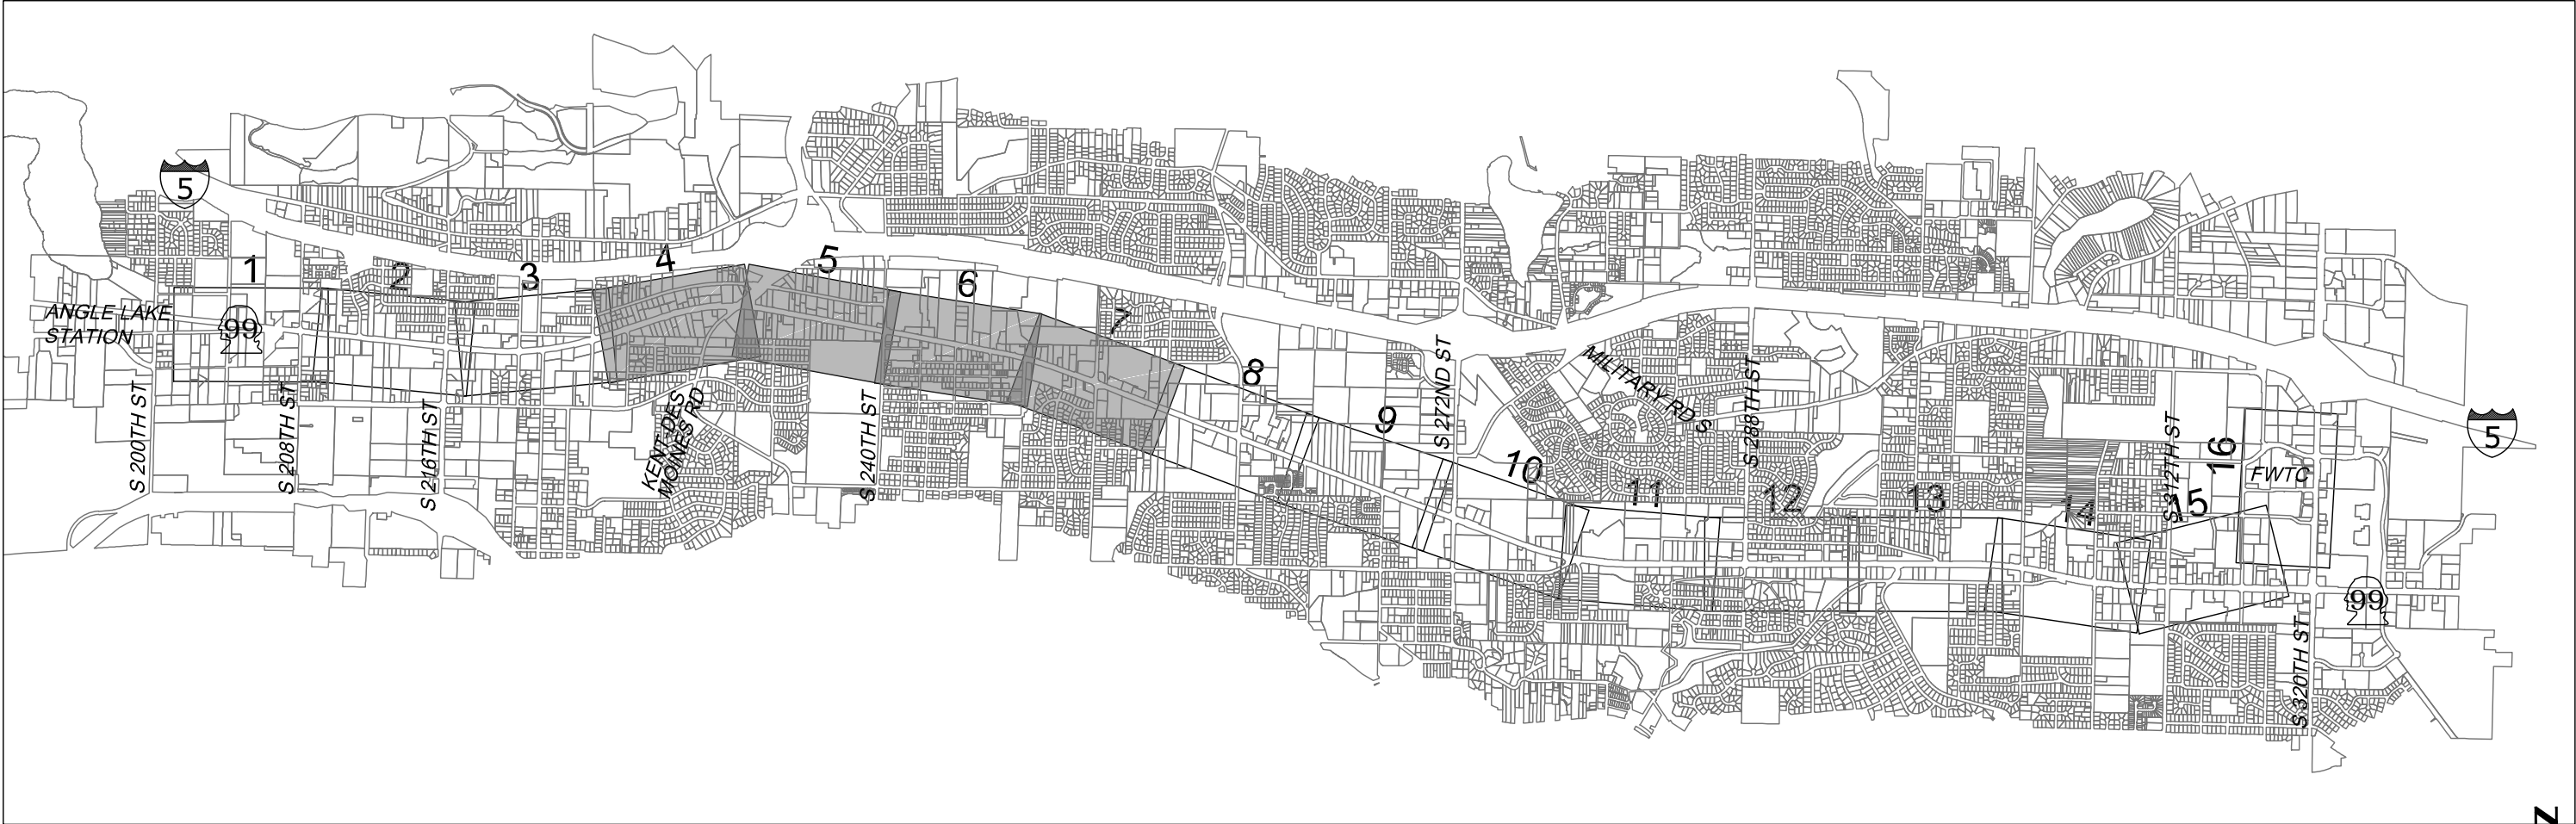 5
1
2
3
4
5
6
7
8
9
10
11
12
13
14
15
16
ANGLE LAKE
STATION
99
S 200TH ST
S 208TH ST
S 216TH ST
KENT-DES
MOINES RD
S 240TH ST
S 272ND ST
MILITARY RD S
S 288TH ST
S 312TH ST
FWTC
5
99
S 320TH ST
N